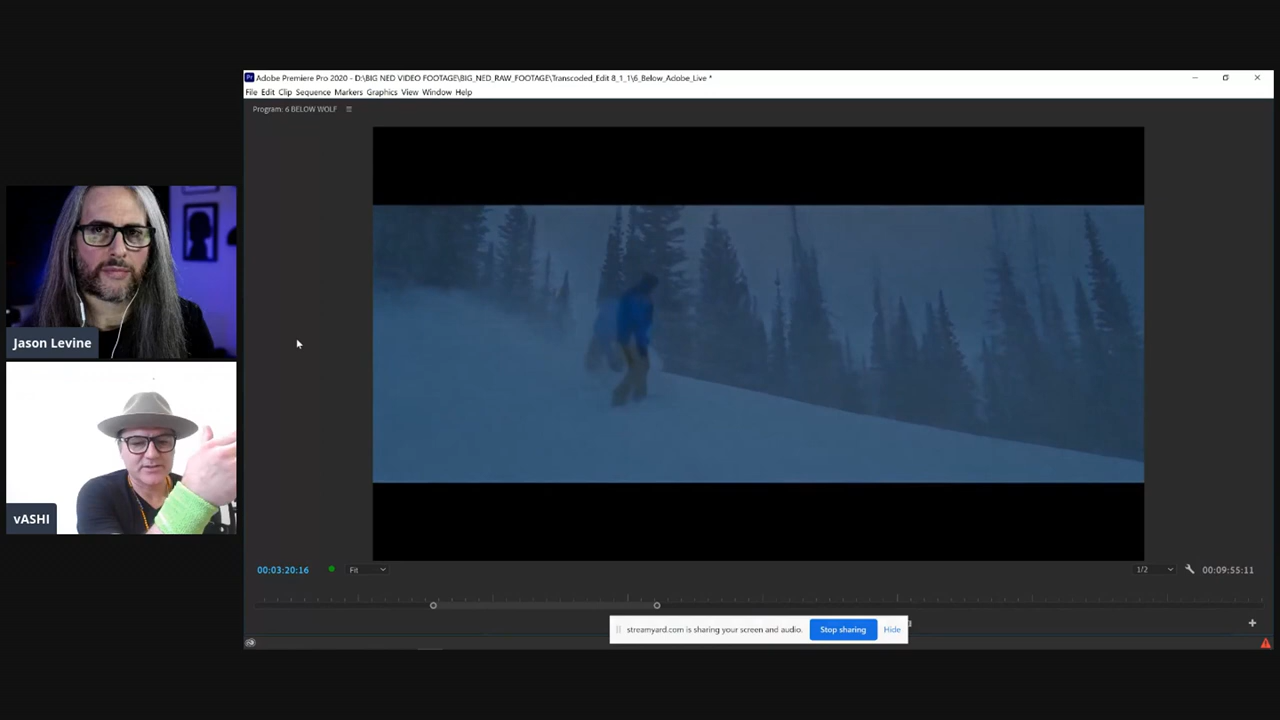 Adobe Premiere Pro 2020 - D:\BIG NED VIDEO FOOTAGE\BIG_NED_RAW_FOOTAGE\Transcoded_Edit 8_1_1\6_Below_Adobe_Live *
File Edit Clip Sequence Markers Graphics View Window Help
Program: 6 BELOW WOLF
Jason Levine
vASHI
00:03:20:16 Fit 1/2 00:09:55:11
streamyard.com is sharing your screen and audio. Stop sharing Hide